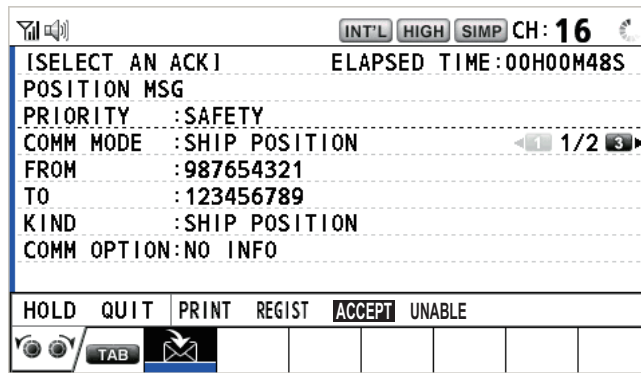 INT'L HIGH SIMP CH: 16
[SELECT AN ACK] ELAPSED TIME:00H00M48S
POSITION MSG
PRIORITY :SAFETY
COMM MODE :SHIP POSITION 1 1/2 3
FROM :987654321
TO :123456789
KIND :SHIP POSITION
COMM OPTION:NO INFO
HOLD QUIT PRINT REGIST ACCEPT UNABLE
TAB